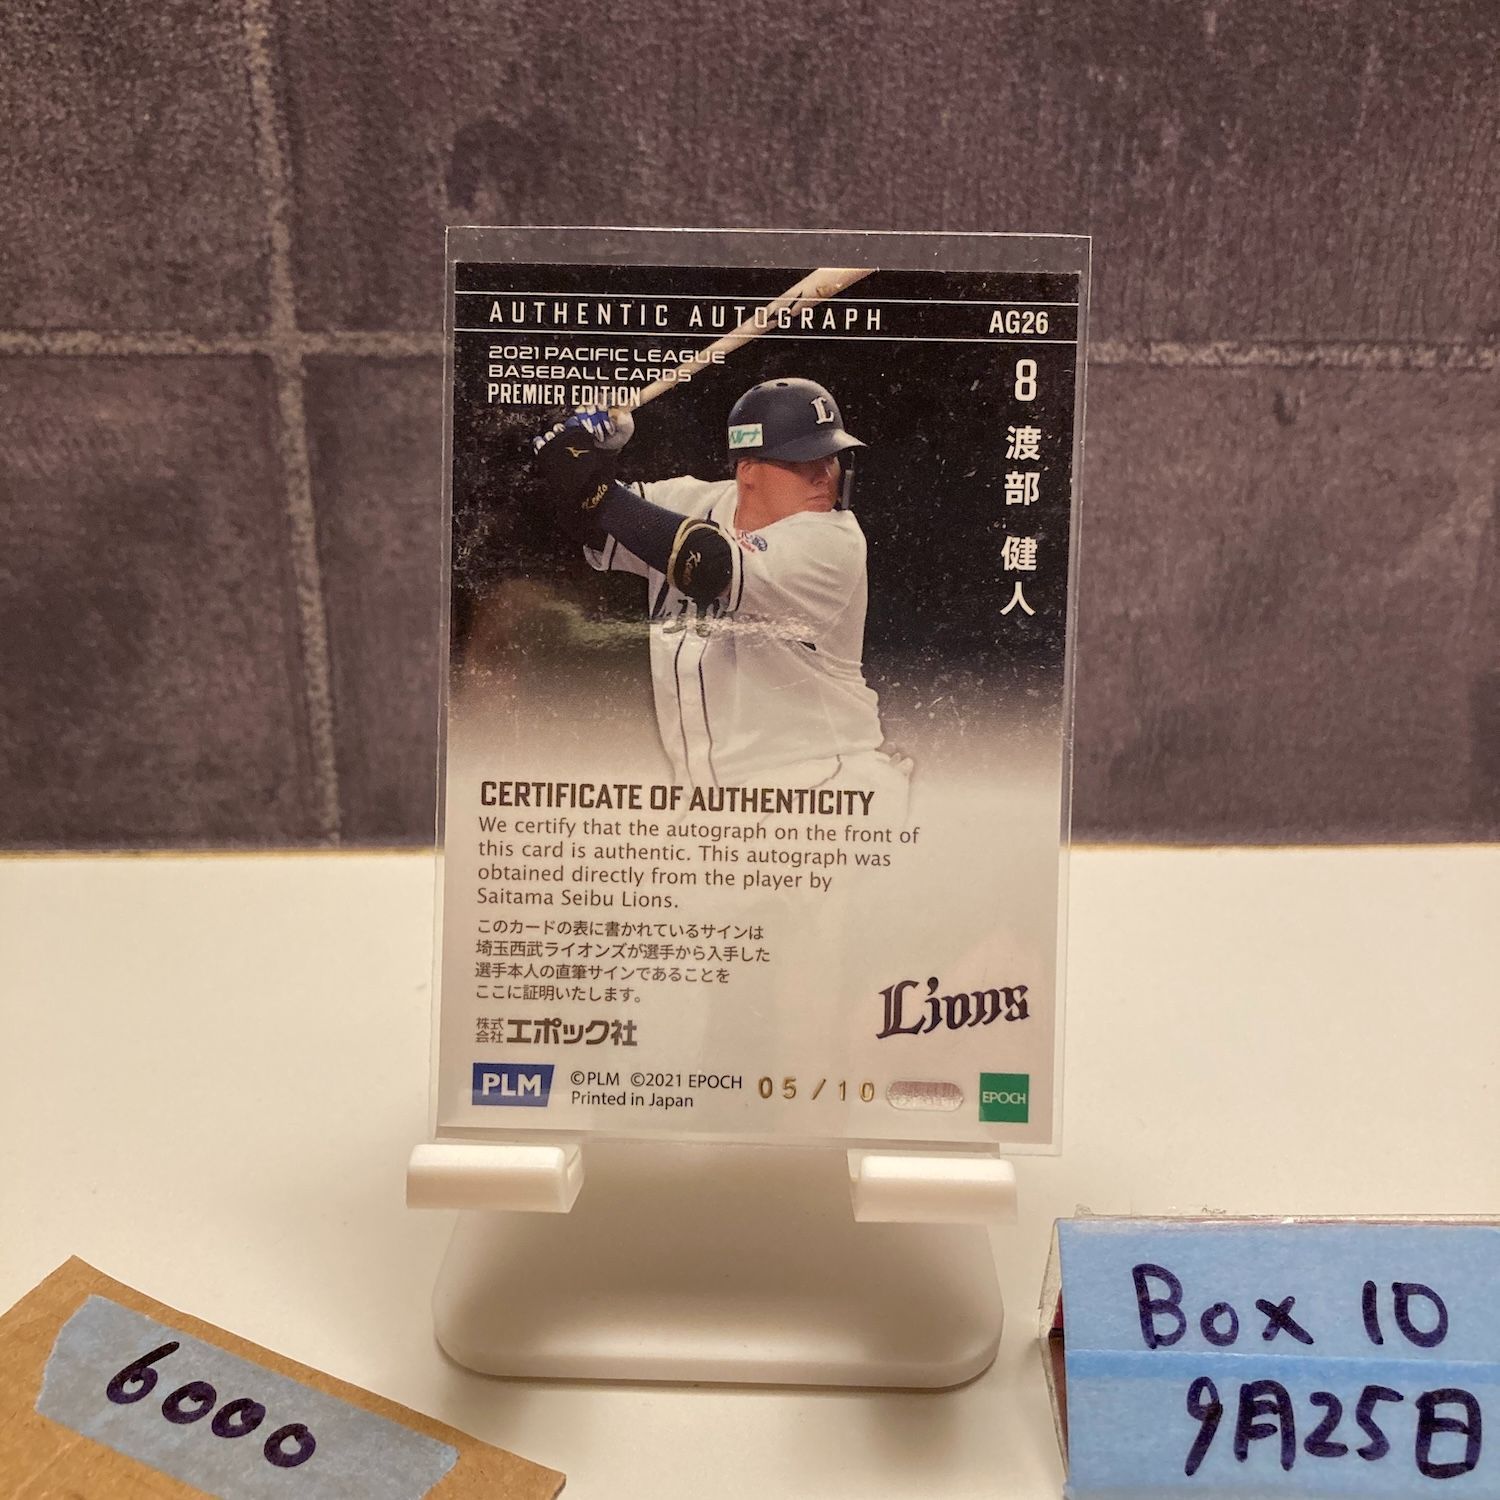 AUTHENTIC AUTOGRAPH
AG26
2021 PACIFIC LEAGUE
BASEBALL CARDS
PREMIER EDITION
8
渡部 健人
L
Kento
Kento
CERTIFICATE OF AUTHENTICITY
We certify that the autograph on the front of
this card is authentic. This autograph was
obtained directly from the player by
Saitama Seibu Lions.
このカードの表に書かれているサインは
埼玉西武ライオンズが選手から入手した
選手本人の直筆サインであることを
ここに証明いたします。
株式会社エポック社
Lions
PLM
©PLM ©2021 EPOCH
Printed in Japan
05/10
EPOCH
6000
Box 10
9月25日